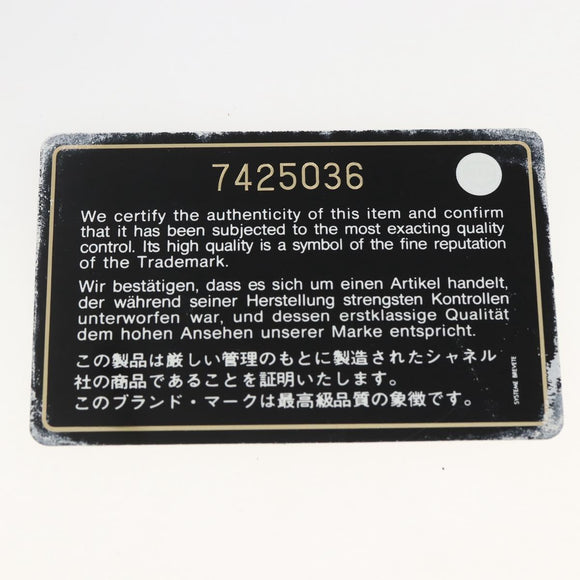 7425036
We certify the authenticity of this item and confirm
that it has been subjected to the most exacting quality
control. Its high quality is a symbol of the fine reputation
of the Trademark.
Wir bestätigen, dass es sich um einen Artikel handelt,
der während seiner Herstellung strengsten Kontrollen
unterworfen war, und dessen erstklassige Qualität
dem hohen Ansehen unserer Marke entspricht.
この製品は厳しい管理のもとに製造されたシャネル
社の商品であることを証明いたします。
このブランド・マークは最高級品質の象徴です。
SYSTEME BREVETE